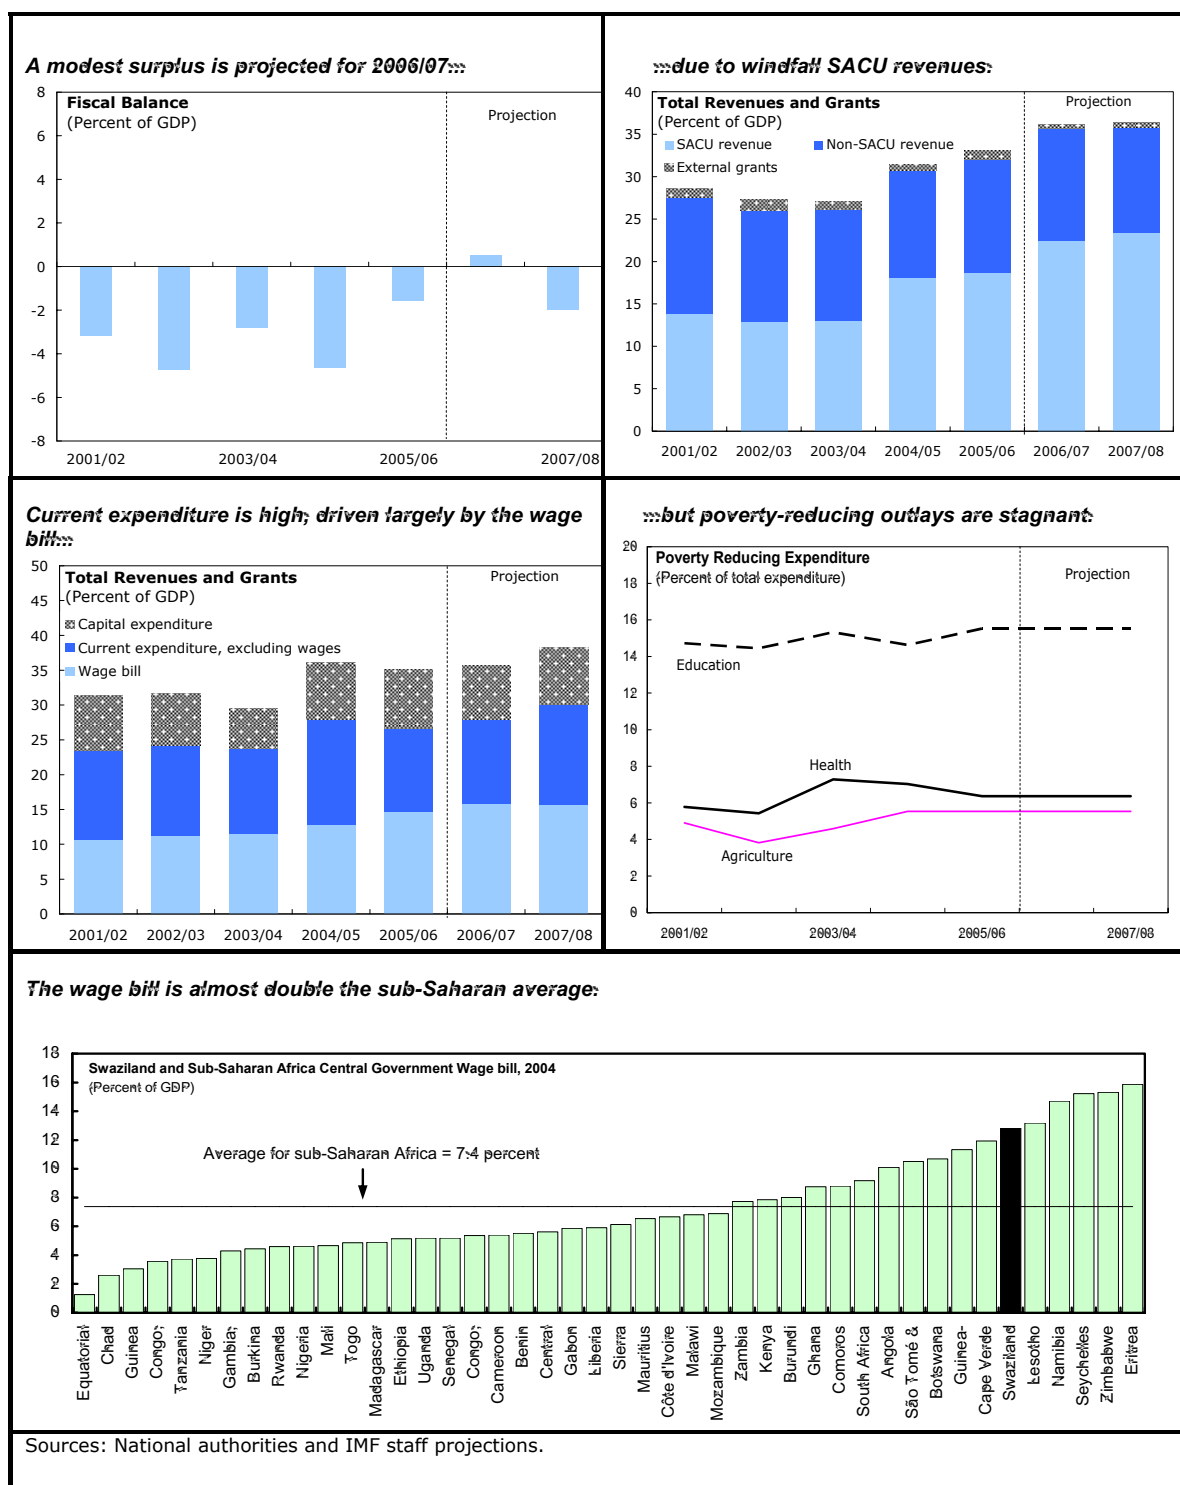 A modest surplus is projected for 2006/07...
Fiscal Balance
(Percent of GDP)
Projection
8
6
4
2
0
-2
-4
-6
-8
2001/02 2003/04 2005/06 2007/08
...due to windfall SACU revenues.
Total Revenues and Grants
(Percent of GDP)
Projection
SACU revenue Non-SACU revenue
External grants
40
35
30
25
20
15
10
5
0
2001/02 2002/03 2003/04 2004/05 2005/06 2006/07 2007/08
Current expenditure is high, driven largely by the wage
bill...
Total Revenues and Grants
(Percent of GDP)
Projection
Capital expenditure
Current expenditure, excluding wages
Wage bill
50
45
40
35
30
25
20
15
10
5
0
2001/02 2002/03 2003/04 2004/05 2005/06 2006/07 2007/08
...but poverty-reducing outlays are stagnant.
Poverty Reducing Expenditure
(Percent of total expenditure)
Projection
20
18
16
14
12
10
8
6
4
2
0
Education
Health
Agriculture
2001/02 2003/04 2005/06 2007/08
The wage bill is almost double the sub-Saharan average.
Swaziland and Sub-Saharan Africa Central Government Wage bill, 2004
(Percent of GDP)
Average for sub-Saharan Africa = 7.4 percent
18
16
14
12
10
8
6
4
2
0
Equatorial
Chad
Guinea
Congo,
Tanzania
Niger
Gambia,
Burkina
Rwanda
Nigeria
Mali
Togo
Madagascar
Ethiopia
Uganda
Senegal
Congo,
Cameroon
Benin
Central
Gabon
Liberia
Sierra
Mauritius
Côte d'Ivoire
Malawi
Mozambique
Zambia
Kenya
Burundi
Ghana
Comoros
South Africa
Angola
São Tomé &
Botswana
Guinea-
Cape Verde
Swaziland
Lesotho
Namibia
Seychelles
Zimbabwe
Eritrea
Sources: National authorities and IMF staff projections.